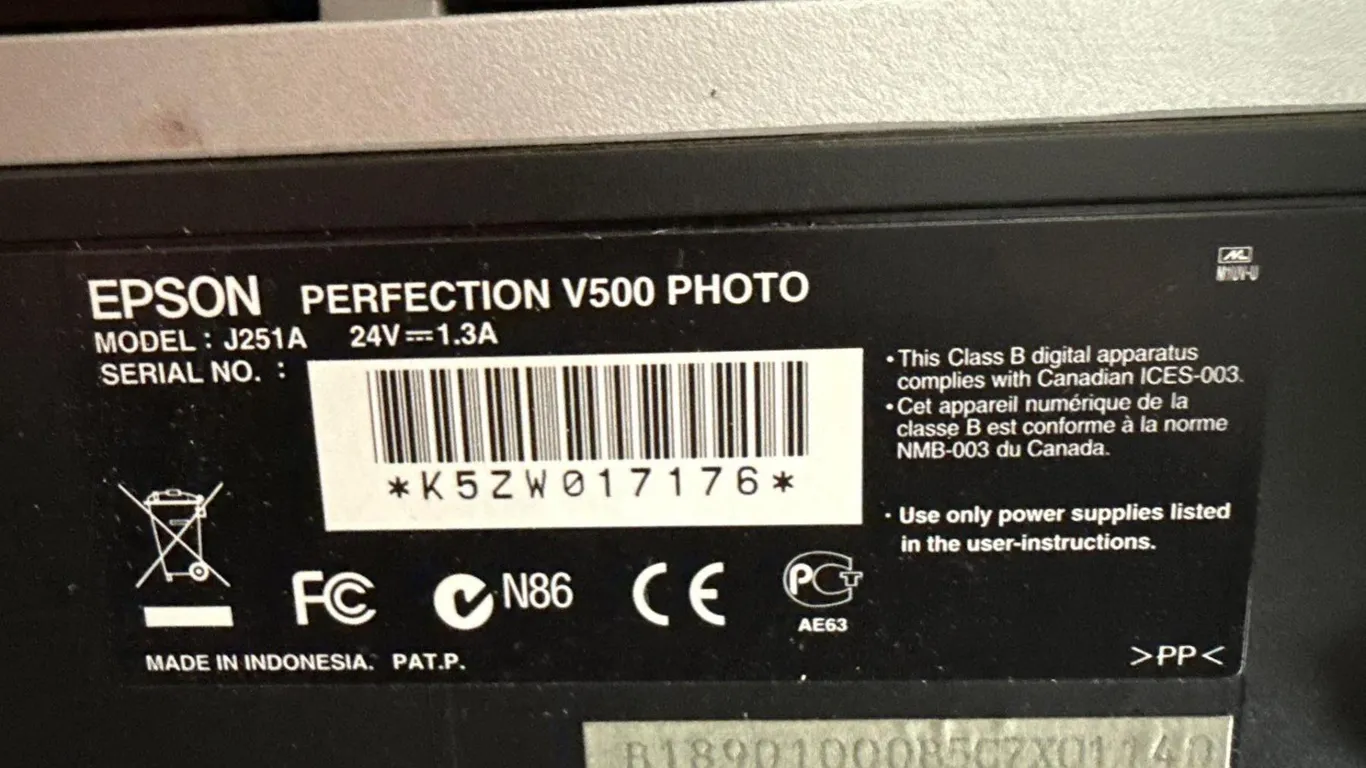 EPSON PERFECTION V500 PHOTO
MODEL : J251A 24V⎓1.3A
SERIAL NO. :
*K5ZW017176*
•This Class B digital apparatus
complies with Canadian ICES-003.
•Cet appareil numérique de la
classe B est conforme à la norme
NMB-003 du Canada.
· Use only power supplies listed
in the user-instructions.
FC N86 CE PCT
AE63
MADE IN INDONESIA. PAT.P.
>PP<